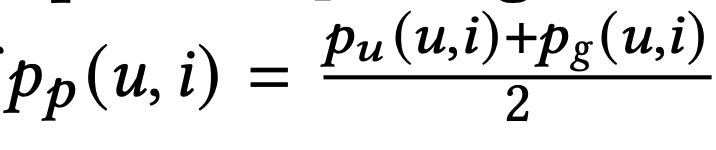 p_p(u, i) = \frac{p_u(u,i)+p_g(u,i)}{2}